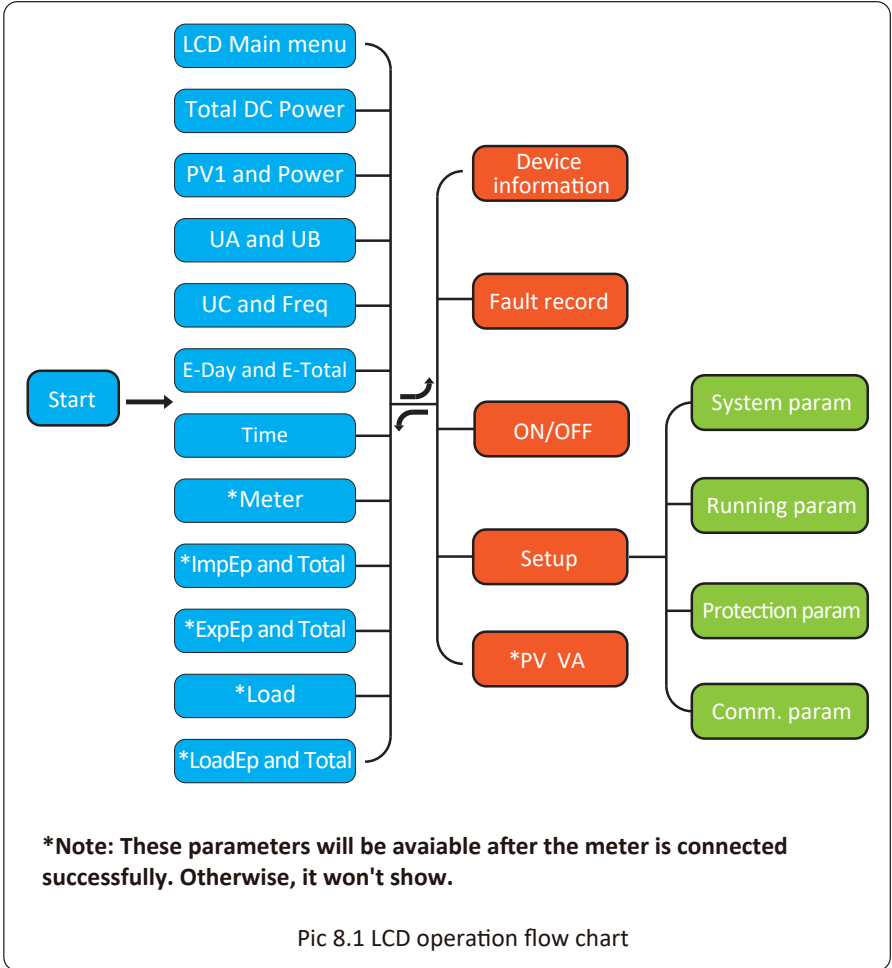 LCD Main menu
Total DC Power
PV1 and Power
UA and UB
UC and Freq
E-Day and E-Total
Start
Time
*Meter
*ImpEp and Total
*ExpEp and Total
*Load
*LoadEp and Total
Device
information
Fault record
ON/OFF
Setup
*PV VA
System param
Running param
Protection param
Comm. param
*Note: These parameters will be avaiable after the meter is connected
successfully. Otherwise, it won't show.
Pic 8.1 LCD operation flow chart